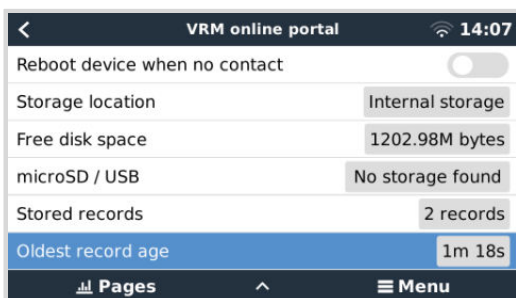 VRM online portal 14:07
Reboot device when no contact
Storage location Internal storage
Free disk space 1202.98M bytes
microSD / USB No storage found
Stored records 2 records
Oldest record age 1m 18s
Pages Menu